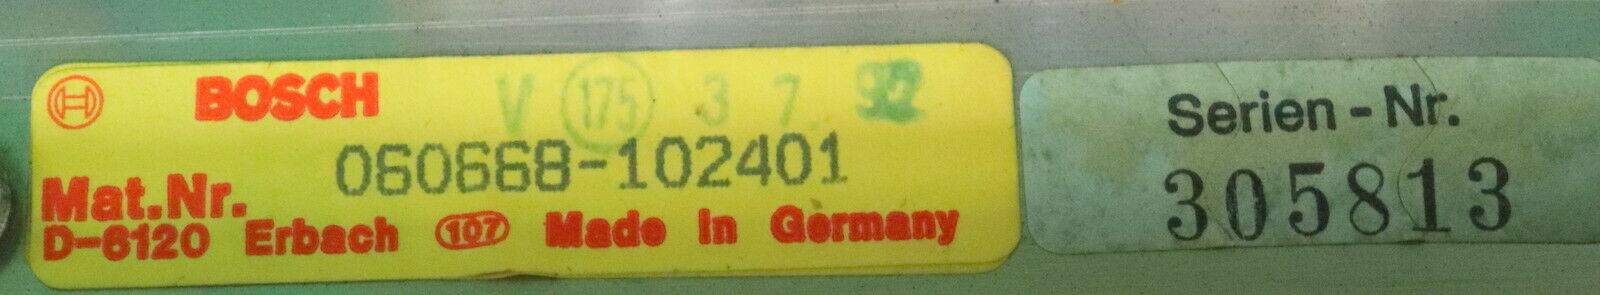 BOSCH V 175 3 7 92
060668-102401
Mat.Nr.
D-6120 Erbach 107 Made in Germany
Serien-Nr.
305813